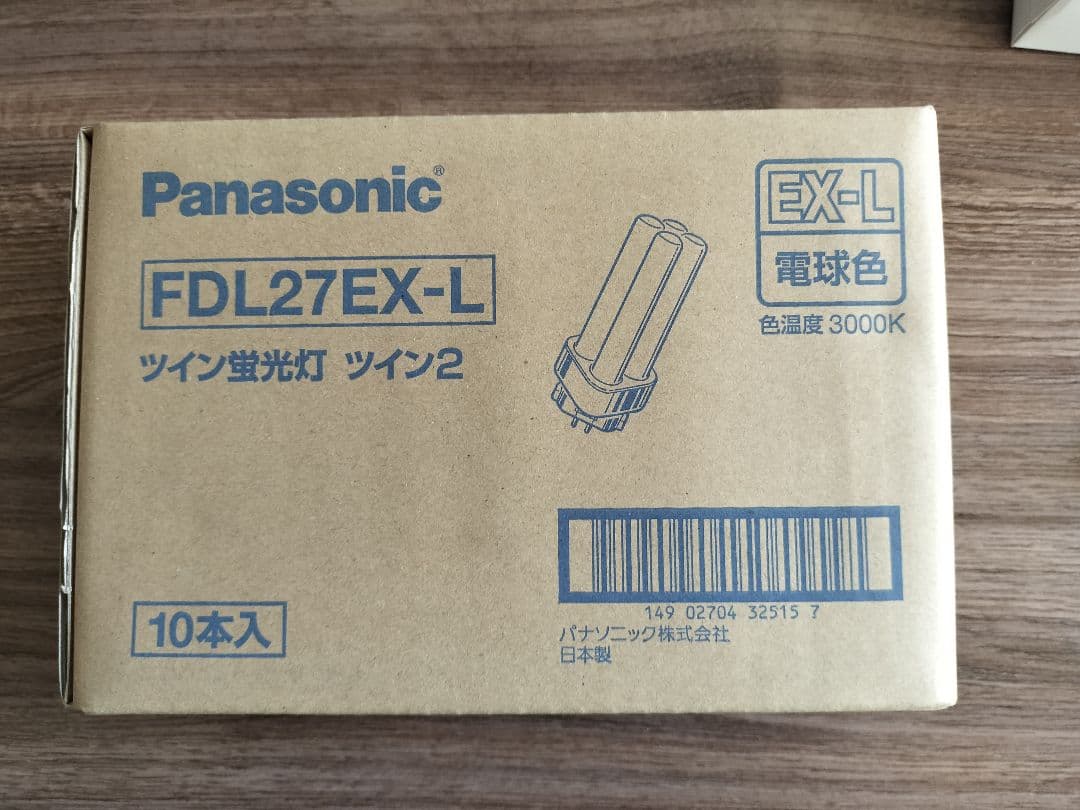 Panasonic®
FDL27EX-L
ツイン蛍光灯 ツイン2
EX-L
電球色
色温度 3000K
10本入
149 02704 32515 7
パナソニック株式会社
日本製